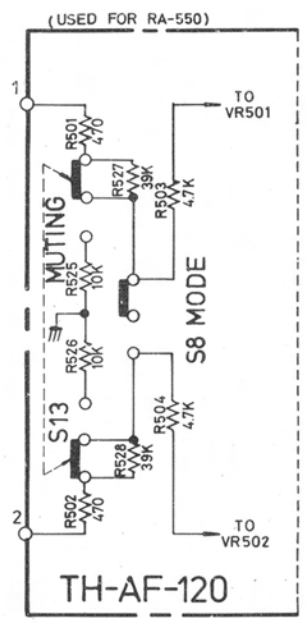 (USED FOR RA-550)
1
TO
VR501
R501
470
R527
39K
R503
4.7K
MUTING
R525
10K
S8 MODE
R526
10K
S13
R504
4.7K
R528
39K
R502
470
2
TO
VR502
TH-AF-120